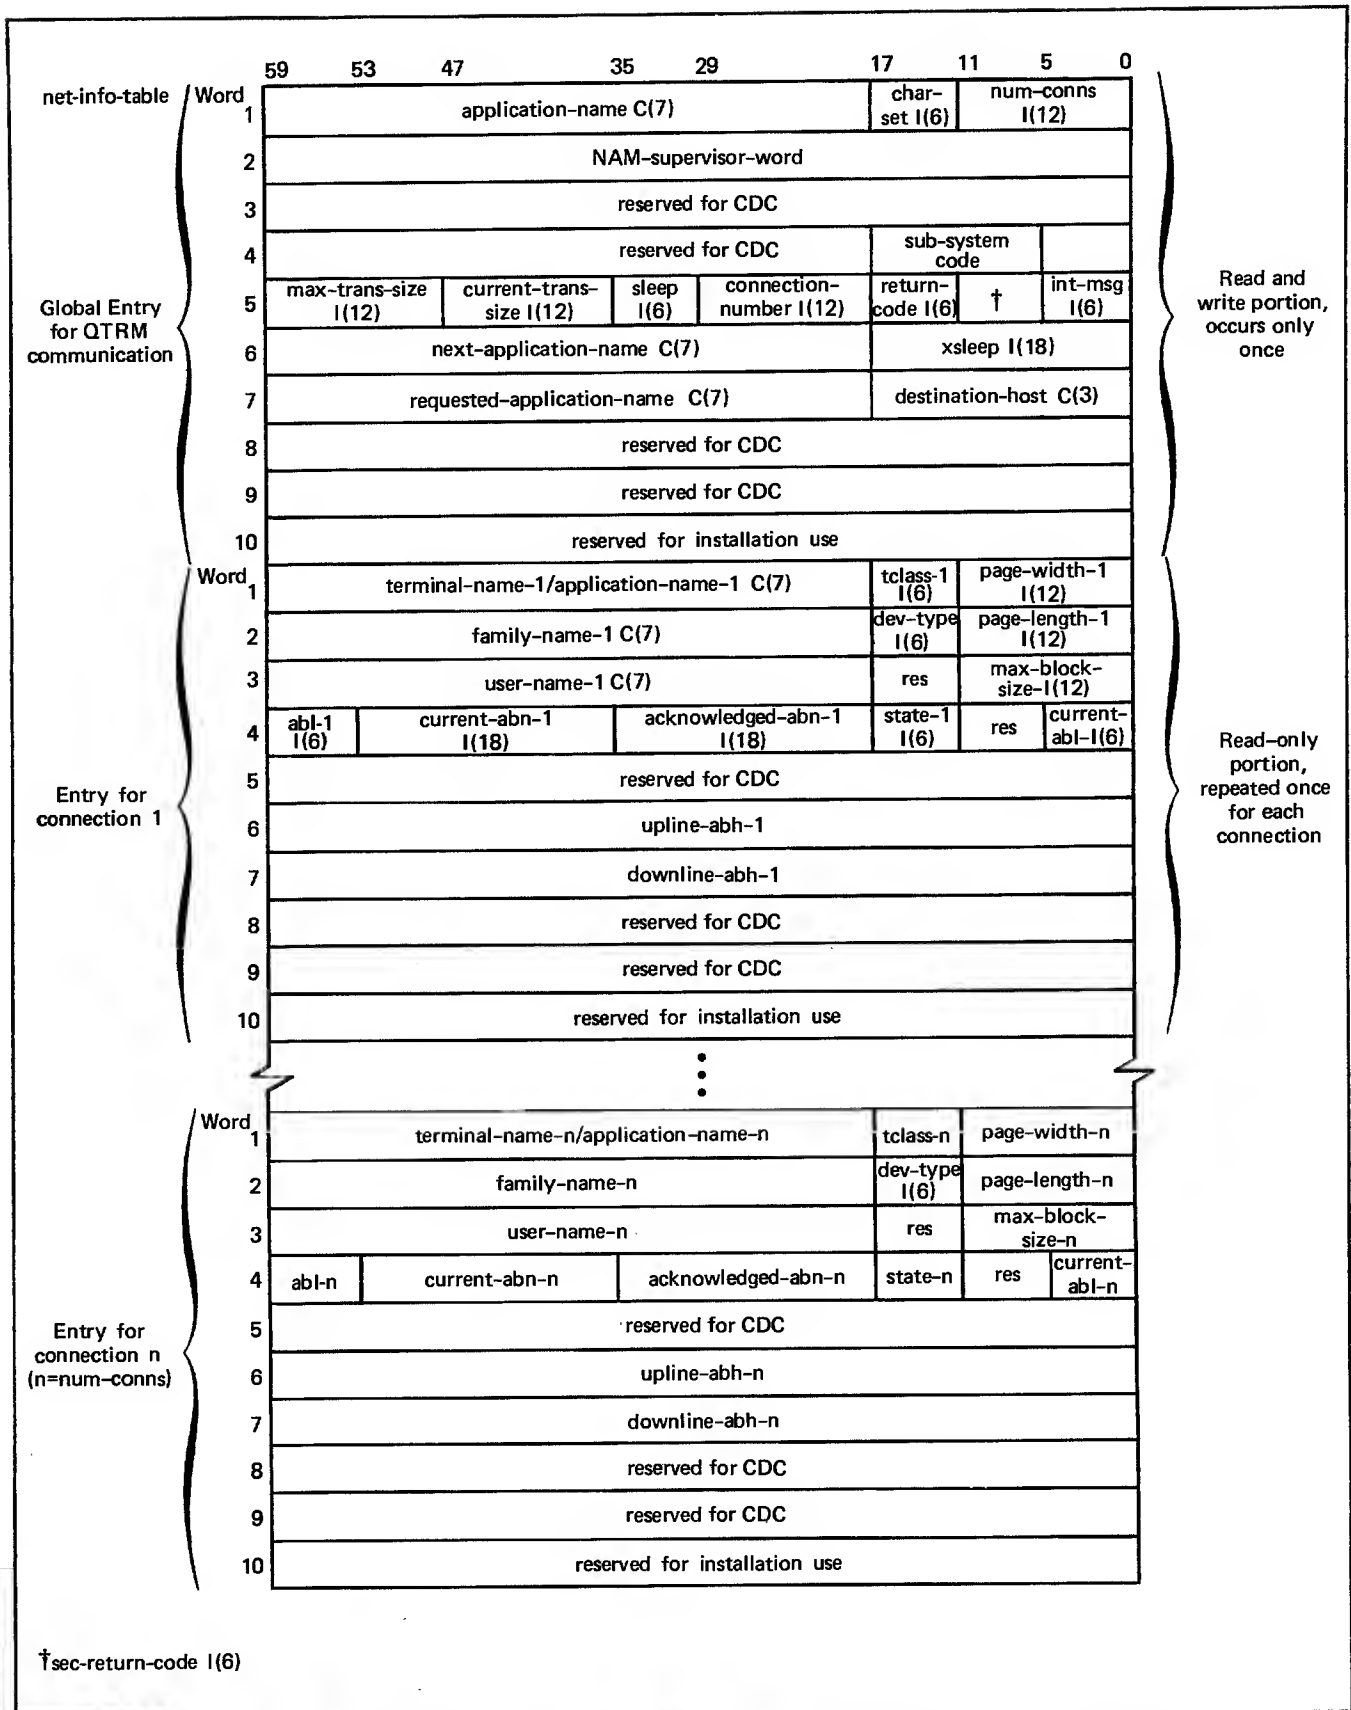 59 53 47 35 29 17 11 5 0
net-info-table
Word
1 application-name C(7) char-set I(6) num-conns I(12)
2 NAM-supervisor-word
3 reserved for CDC
4 reserved for CDC sub-system code
5 max-trans-size I(12) current-trans-size I(12) sleep I(6) connection-number I(12) return-code I(6) † int-msg I(6)
6 next-application-name C(7) xsleep I(18)
7 requested-application-name C(7) destination-host C(3)
8 reserved for CDC
9 reserved for CDC
10 reserved for installation use
Global Entry
for QTRM
communication
Read and
write portion,
occurs only
once
Word
1 terminal-name-1/application-name-1 C(7) tclass-1 I(6) page-width-1 I(12)
2 family-name-1 C(7) dev-type I(6) page-length-1 I(12)
3 user-name-1 C(7) res max-block-size-I(12)
4 abl-1 I(6) current-abn-1 I(18) acknowledged-abn-1 I(18) state-1 I(6) res current-abl-I(6)
5 reserved for CDC
6 upline-abh-1
7 downline-abh-1
8 reserved for CDC
9 reserved for CDC
10 reserved for installation use
Entry for
connection 1
Read-only
portion,
repeated once
for each
connection
Word
1 terminal-name-n/application-name-n tclass-n page-width-n
2 family-name-n dev-type I(6) page-length-n
3 user-name-n res max-block-size-n
4 abl-n current-abn-n acknowledged-abn-n state-n res current-abl-n
5 reserved for CDC
6 upline-abh-n
7 downline-abh-n
8 reserved for CDC
9 reserved for CDC
10 reserved for installation use
Entry for
connection n
(n=num-conns)
†sec-return-code I(6)